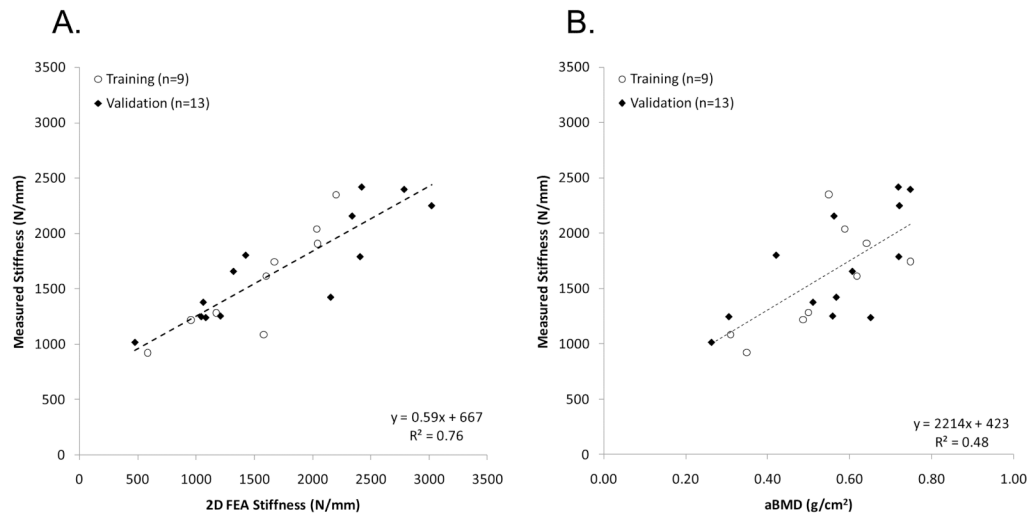 A.
3500
3000
2500
2000
1500
1000
500
0
Measured Stiffness (N/mm)
Training (n=9)
Validation (n=13)
y = 0.59x + 667
R² = 0.76
0 500 1000 1500 2000 2500 3000 3500
2D FEA Stiffness (N/mm)
B.
3500
3000
2500
2000
1500
1000
500
0
Measured Stiffness (N/mm)
Training (n=9)
Validation (n=13)
y = 2214x + 423
R² = 0.48
0.00 0.20 0.40 0.60 0.80 1.00
aBMD (g/cm²)